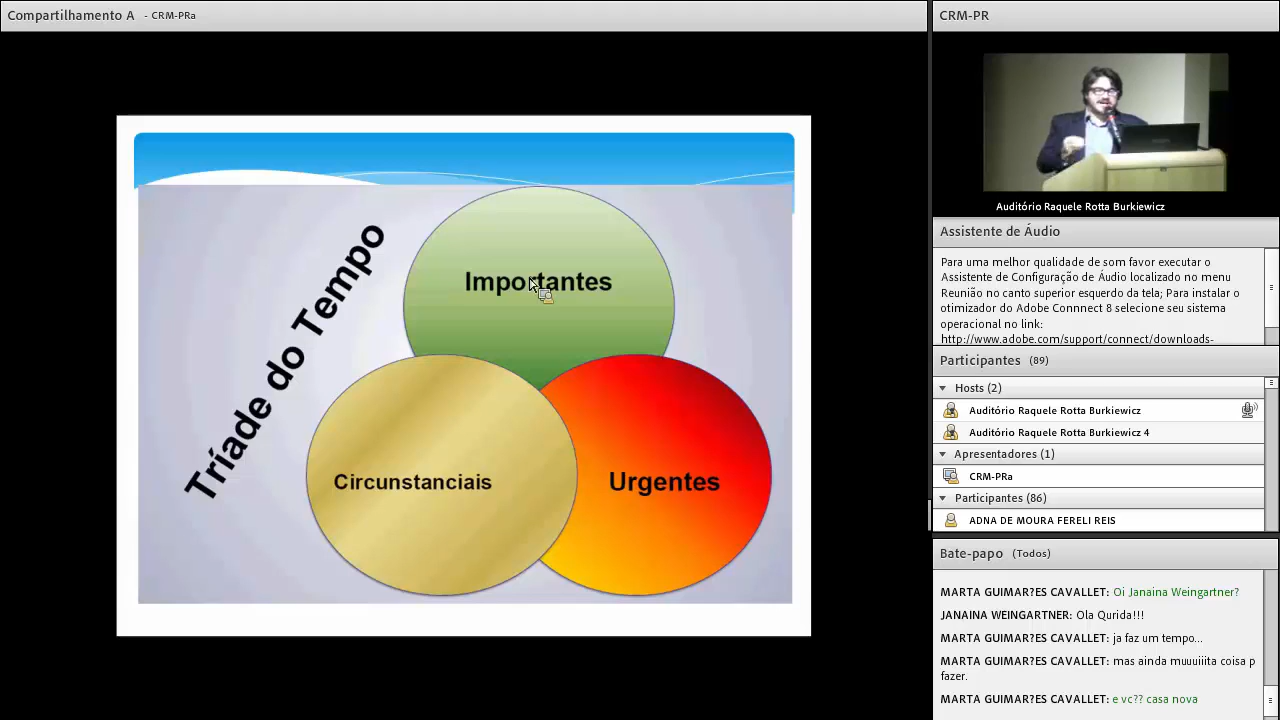 Compartilhamento A - CRM-PRa
Tríade do Tempo
Importantes
Circunstanciais
Urgentes
CRM-PR
Auditório Raquele Rotta Burkiewicz
Assistente de Áudio
Para uma melhor qualidade de som favor executar o
Assistente de Configuração de Áudio localizado no menu
Reunião no canto superior esquerdo da tela; Para instalar o
otimizador do Adobe Connnect 8 selecione seu sistema
operacional no link:
http://www.adobe.com/support/connect/downloads-
Participantes (89)
Hosts (2)
Auditório Raquele Rotta Burkiewicz
Auditório Raquele Rotta Burkiewicz 4
Apresentadores (1)
CRM-PRa
Participantes (86)
ADNA DE MOURA FERELI REIS
Bate-papo (Todos)
MARTA GUIMAR?ES CAVALLET: Oi Janaina Weingartner?
JANAINA WEINGARTNER: Ola Qurida!!!
MARTA GUIMAR?ES CAVALLET: ja faz um tempo...
MARTA GUIMAR?ES CAVALLET: mas ainda muuuiiita coisa p
fazer.
MARTA GUIMAR?ES CAVALLET: e vc?? casa nova